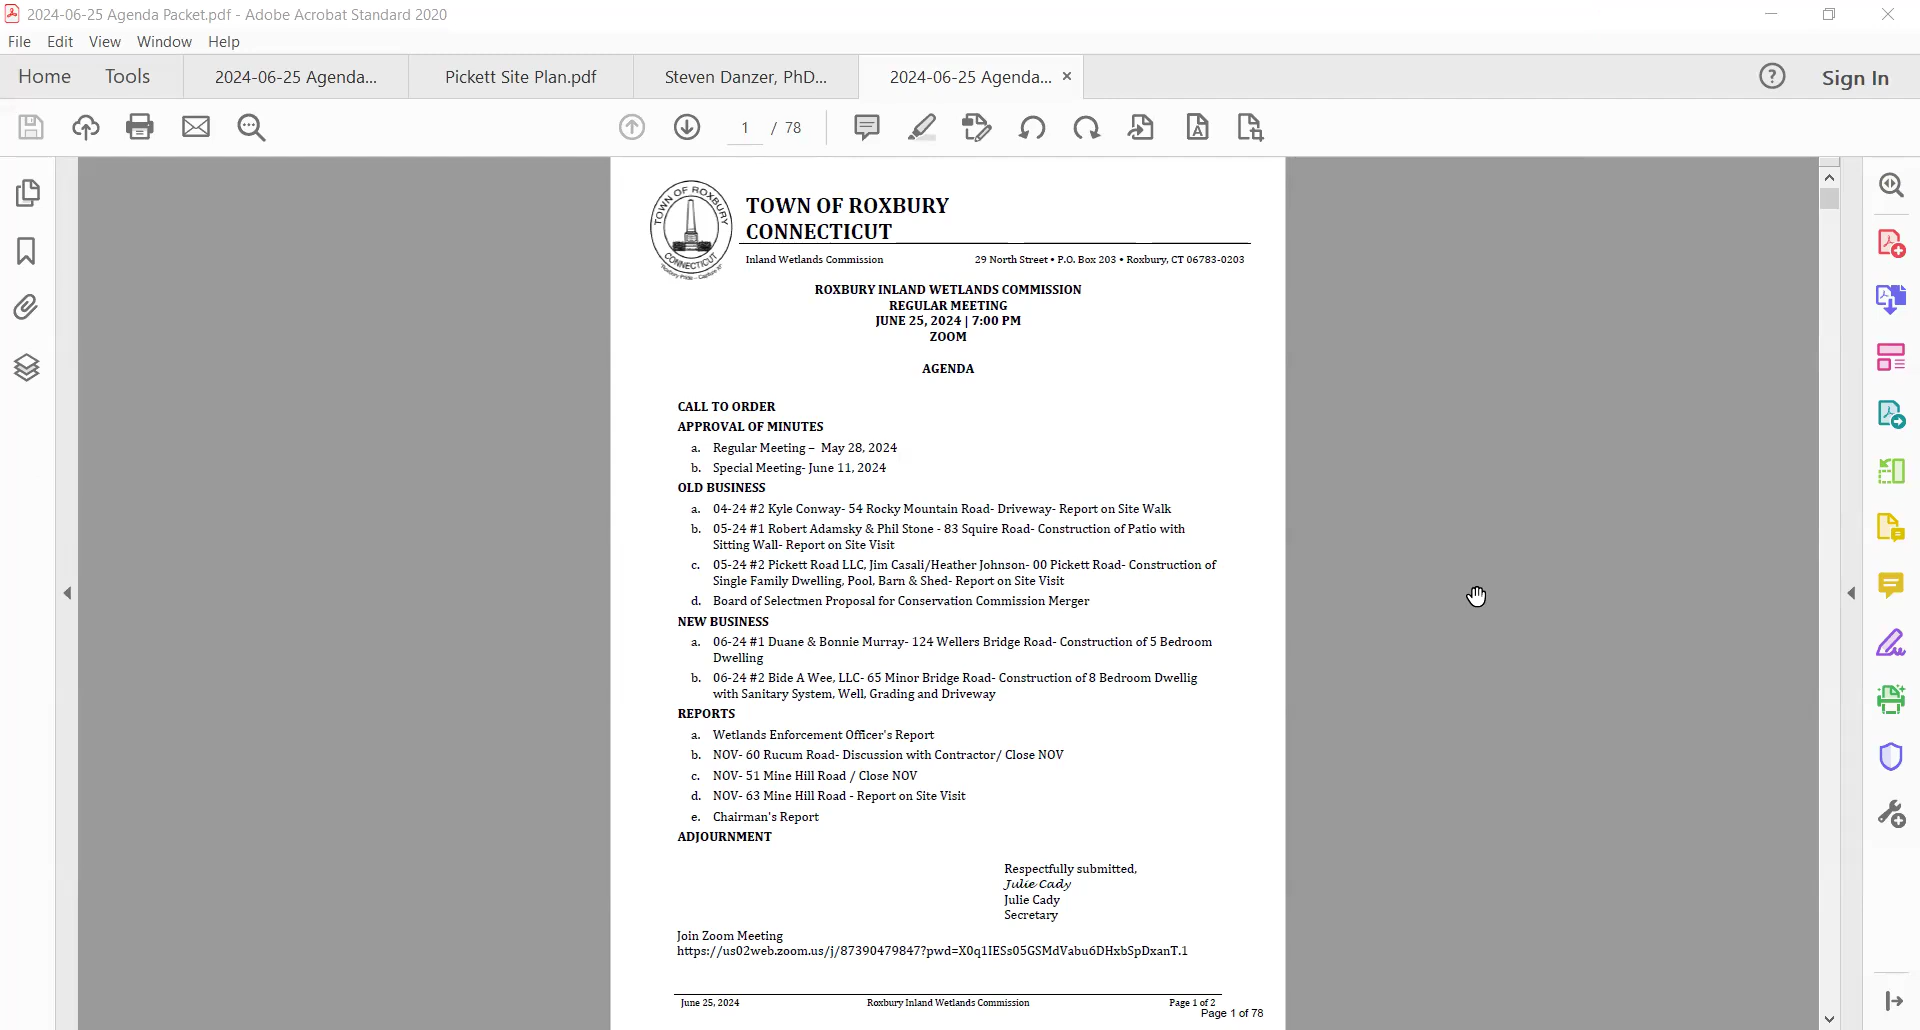 2024-06-25 Agenda Packet.pdf - Adobe Acrobat Standard 2020
File Edit View Window Help
Home Tools 2024-06-25 Agenda... Pickett Site Plan.pdf Steven Danzer, PhD... 2024-06-25 Agenda... × Sign In
1 / 78
TOWN OF ROXBURY
CONNECTICUT
TOWN OF ROXBURY
CONNECTICUT
Inland Wetlands Commission 29 North Street • P.O. Box 203 • Roxbury, CT 06783-0203
ROXBURY INLAND WETLANDS COMMISSION
REGULAR MEETING
JUNE 25, 2024 | 7:00 PM
ZOOM
AGENDA
CALL TO ORDER
APPROVAL OF MINUTES
a. Regular Meeting – May 28, 2024
b. Special Meeting- June 11, 2024
OLD BUSINESS
a. 04-24 #2 Kyle Conway- 54 Rocky Mountain Road- Driveway- Report on Site Walk
b. 05-24 #1 Robert Adamsky & Phil Stone - 83 Squire Road- Construction of Patio with
Sitting Wall- Report on Site Visit
c. 05-24 #2 Pickett Road LLC, Jim Casali/Heather Johnson- 00 Pickett Road- Construction of
Single Family Dwelling, Pool, Barn & Shed- Report on Site Visit
d. Board of Selectmen Proposal for Conservation Commission Merger
NEW BUSINESS
a. 06-24 #1 Duane & Bonnie Murray- 124 Wellers Bridge Road- Construction of 5 Bedroom
Dwelling
b. 06-24 #2 Bide A Wee, LLC- 65 Minor Bridge Road- Construction of 8 Bedroom Dwellig
with Sanitary System, Well, Grading and Driveway
REPORTS
a. Wetlands Enforcement Officer's Report
b. NOV- 60 Rucum Road- Discussion with Contractor/ Close NOV
c. NOV- 51 Mine Hill Road / Close NOV
d. NOV- 63 Mine Hill Road - Report on Site Visit
e. Chairman's Report
ADJOURNMENT
Respectfully submitted,
Julie Cady
Julie Cady
Secretary
Join Zoom Meeting
https://us02web.zoom.us/j/87390479847?pwd=X0q1IESs05GSMdVabu6DHxbSpDxanT.1
June 25, 2024 Roxbury Inland Wetlands Commission Page 1 of 2
Page 1 of 78